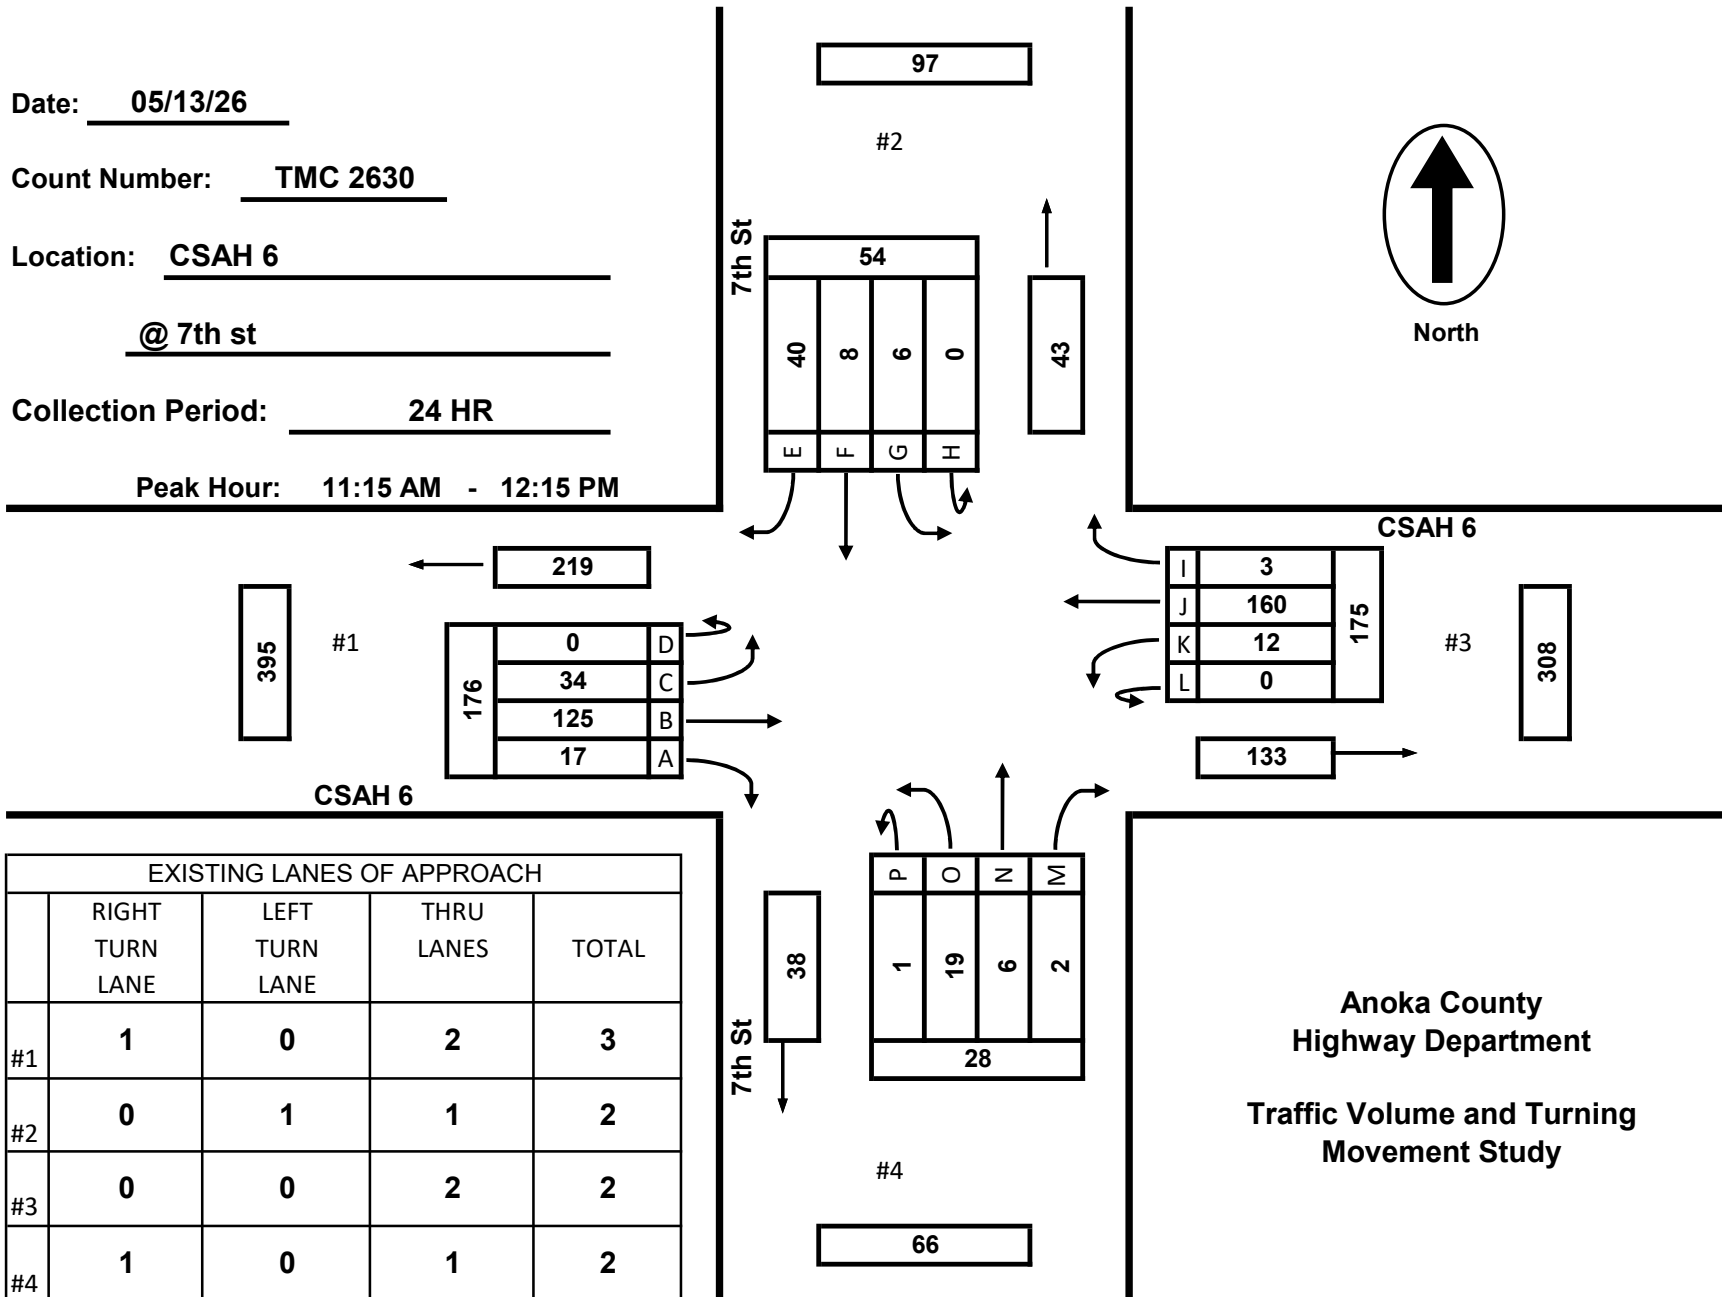 Date: 05/13/26
Count Number: TMC 2630
Location: CSAH 6
@ 7th st
Collection Period: 24 HR
Peak Hour: 11:15 AM - 12:15 PM
97
#2
7th St
54
40 8 6 0
E F G H
43
North
CSAH 6
219
395
#1
176
0 D
34 C
125 B
17 A
CSAH 6
I 3
J 160
K 12
L 0
175
#3
308
133
P O N M
1 19 6 2
28
38
7th St
#4
66
EXISTING LANES OF APPROACH
RIGHT TURN LANE LEFT TURN LANE THRU LANES TOTAL
#1 1 0 2 3
#2 0 1 1 2
#3 0 0 2 2
#4 1 0 1 2
Anoka County
Highway Department
Traffic Volume and Turning
Movement Study